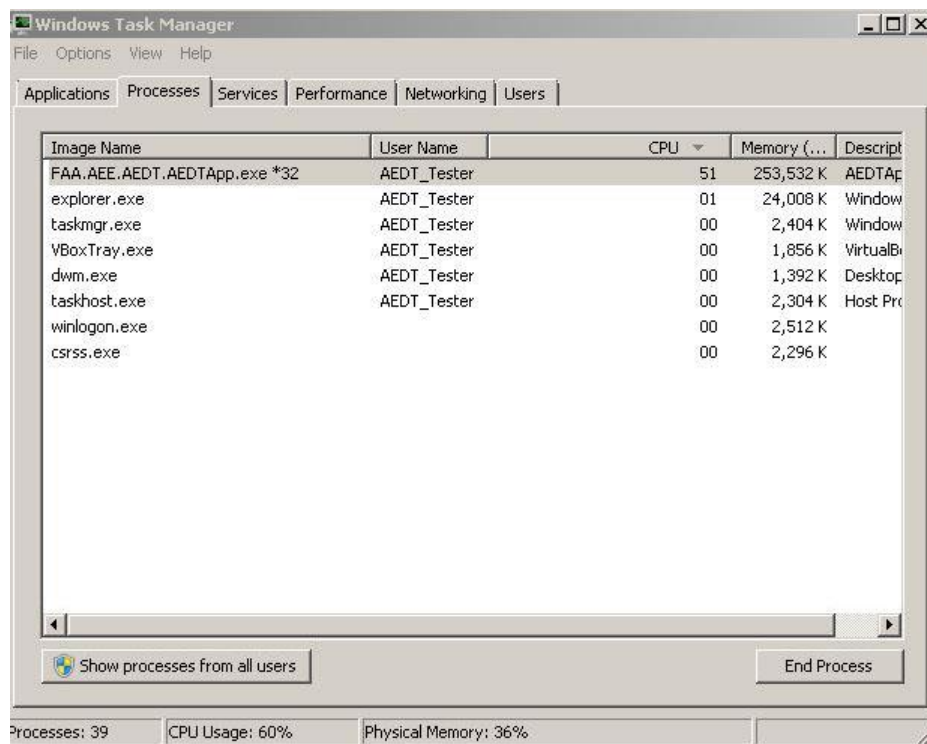 Windows Task Manager
File Options View Help
Applications Processes Services Performance Networking Users
Image Name User Name CPU Memory (... Descript
FAA.AEE.AEDT.AEDTApp.exe *32 AEDT_Tester 51 253,532 K AEDTAp
explorer.exe AEDT_Tester 01 24,008 K Window
taskmgr.exe AEDT_Tester 00 2,404 K Window
VBoxTray.exe AEDT_Tester 00 1,856 K VirtualB
dwm.exe AEDT_Tester 00 1,392 K Desktop
taskhost.exe AEDT_Tester 00 2,304 K Host Pro
winlogon.exe 00 2,512 K
csrss.exe 00 2,296 K
Show processes from all users End Process
Processes: 39 CPU Usage: 60% Physical Memory: 36%